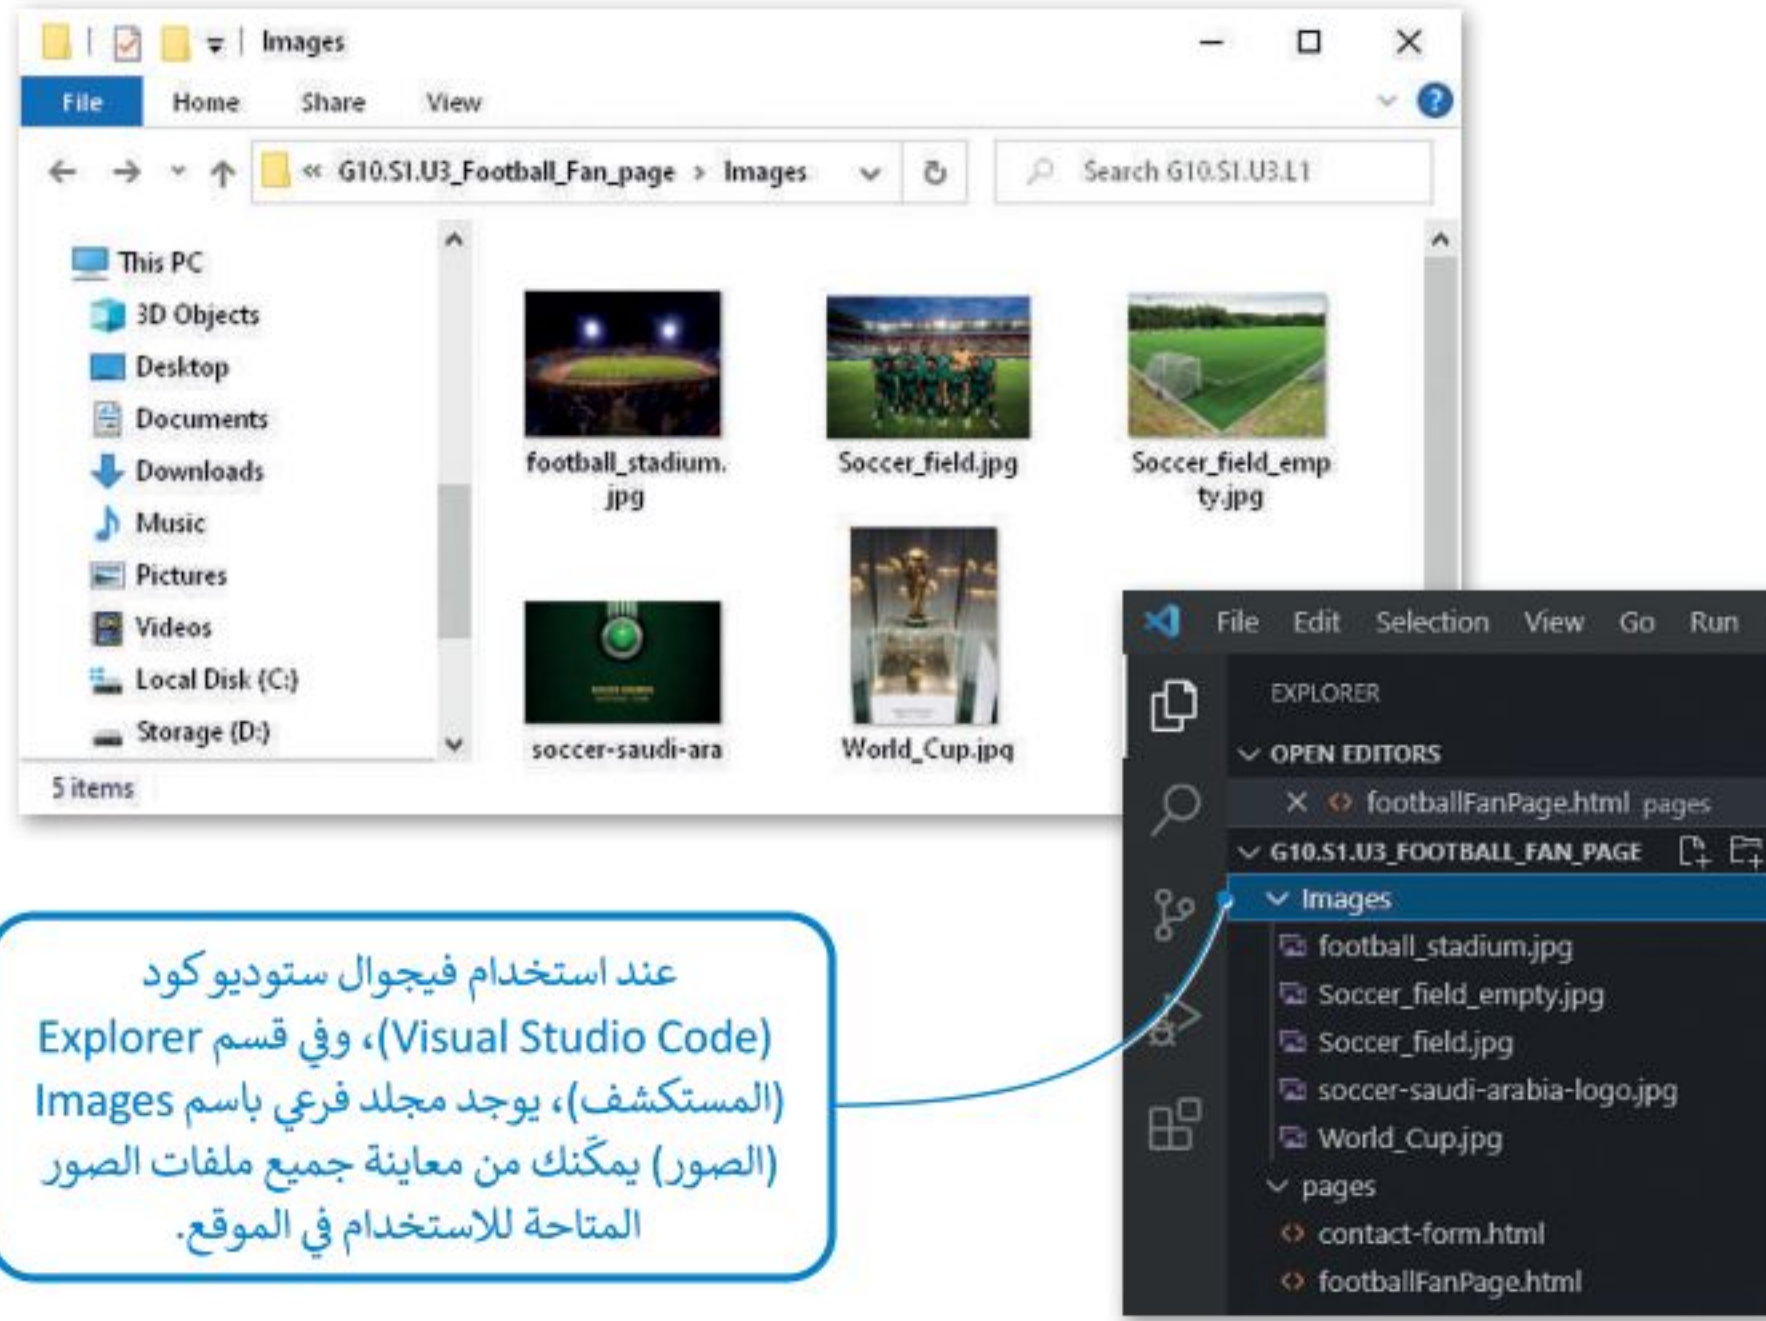 Images
File Home Share View
« G10.S1.U3_Football_Fan_page > Images
Search G10.S1.U3.L1
This PC
3D Objects
Desktop
Documents
Downloads
Music
Pictures
Videos
Local Disk (C:)
Storage (D:)
football_stadium.
jpg
Soccer_field.jpg
Soccer_field_emp
ty.jpg
soccer-saudi-ara
World_Cup.jpg
5 items
File Edit Selection View Go Run
EXPLORER
OPEN EDITORS
footballFanPage.html pages
G10.S1.U3_FOOTBALL_FAN_PAGE
Images
football_stadium.jpg
Soccer_field_empty.jpg
Soccer_field.jpg
soccer-saudi-arabia-logo.jpg
World_Cup.jpg
pages
contact-form.html
footballFanPage.html
عند استخدام فيجوال ستوديو كود
(Visual Studio Code)، وفي قسم Explorer
(المستكشف)، يوجد مجلد فرعي باسم Images
(الصور) يمكّنك من معاينة جميع ملفات الصور
المتاحة للاستخدام في الموقع.